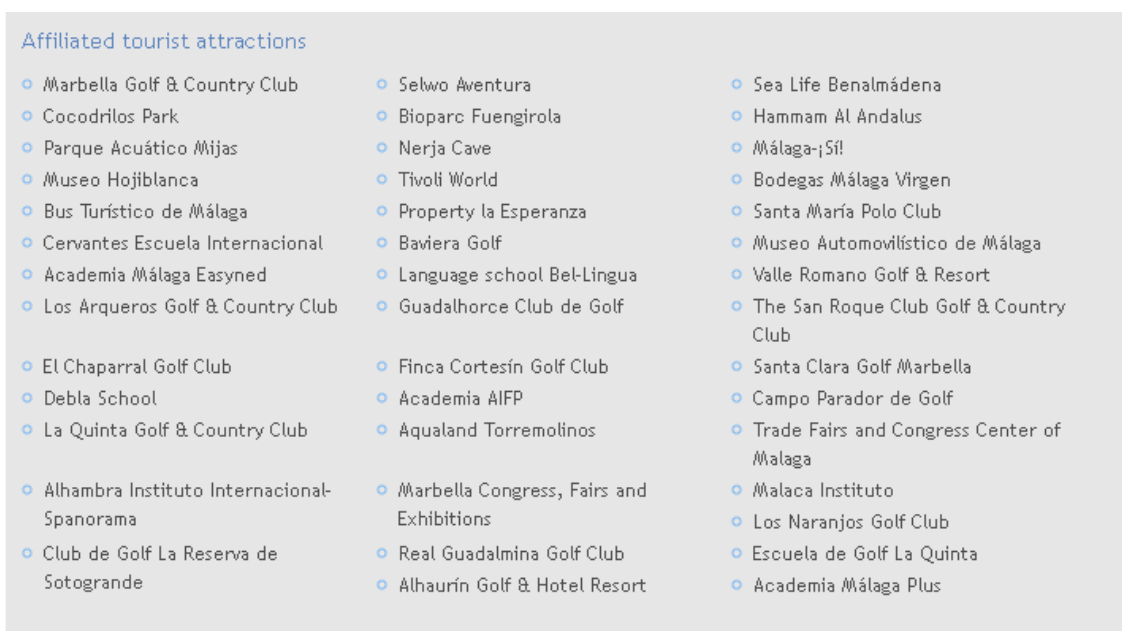 Affiliated tourist attractions
Marbella Golf & Country Club
Cocodrilos Park
Parque Acuático Mijas
Museo Hojiblanca
Bus Turístico de Málaga
Cervantes Escuela Internacional
Academia Málaga Easyned
Los Arqueros Golf & Country Club
El Chaparral Golf Club
Debla School
La Quinta Golf & Country Club
Alhambra Instituto Internacional-
Spanorama
Club de Golf La Reserva de
Sotogrande
Selwo Aventura
Bioparc Fuengirola
Nerja Cave
Tivoli World
Property la Esperanza
Baviera Golf
Language school Bel-Lingua
Guadalhorce Club de Golf
Finca Cortesín Golf Club
Academia AIFP
Aqualand Torremolinos
Marbella Congress, Fairs and
Exhibitions
Real Guadalmina Golf Club
Alhaurín Golf & Hotel Resort
Sea Life Benalmádena
Hammam Al Andalus
Málaga-¡Sí!
Bodegas Málaga Virgen
Santa María Polo Club
Museo Automovilístico de Málaga
Valle Romano Golf & Resort
The San Roque Club Golf & Country
Club
Santa Clara Golf Marbella
Campo Parador de Golf
Trade Fairs and Congress Center of
Malaga
Malaca Instituto
Los Naranjos Golf Club
Escuela de Golf La Quinta
Academia Málaga Plus